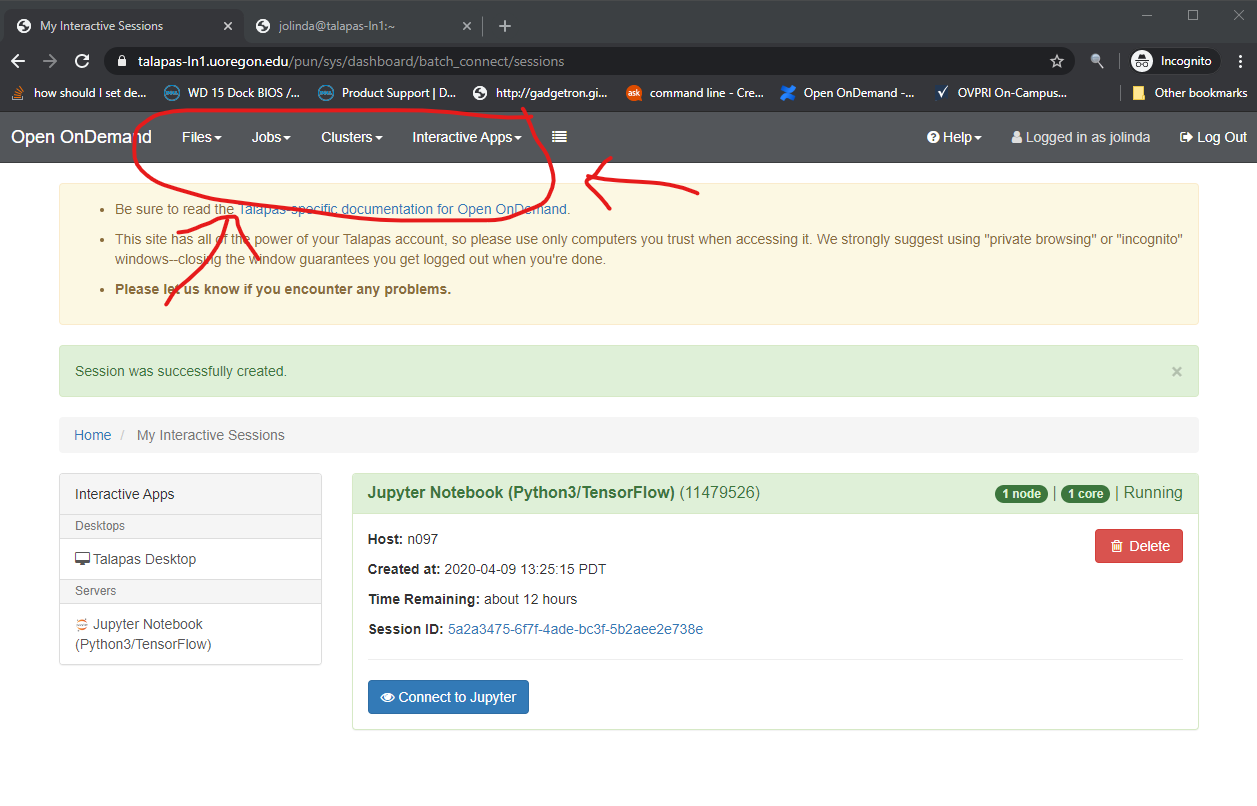 My Interactive Sessions
jolinda@talapas-ln1:~
talapas-ln1.uoregon.edu/pun/sys/dashboard/batch_connect/sessions
Incognito
how should I set de...
WD 15 Dock BIOS /...
Product Support | D...
http://gadgetron.gi...
ask
command line - Cre...
Open OnDemand -...
OVPRI On-Campus...
Other bookmarks
Open OnDemand
Files
Jobs
Clusters
Interactive Apps
Help
Logged in as jolinda
Log Out
Be sure to read the Talapas-specific documentation for Open OnDemand.
This site has all of the power of your Talapas account, so please use only computers you trust when accessing it. We strongly suggest using "private browsing" or "incognito"
windows--closing the window guarantees you get logged out when you're done.
Please let us know if you encounter any problems.
Session was successfully created.
Home / My Interactive Sessions
Interactive Apps
Desktops
Talapas Desktop
Servers
Jupyter Notebook
(Python3/TensorFlow)
Jupyter Notebook (Python3/TensorFlow) (11479526)
1 node | 1 core | Running
Host: n097
Delete
Created at: 2020-04-09 13:25:15 PDT
Time Remaining: about 12 hours
Session ID: 5a2a3475-6f7f-4ade-bc3f-5b2aee2e738e
Connect to Jupyter